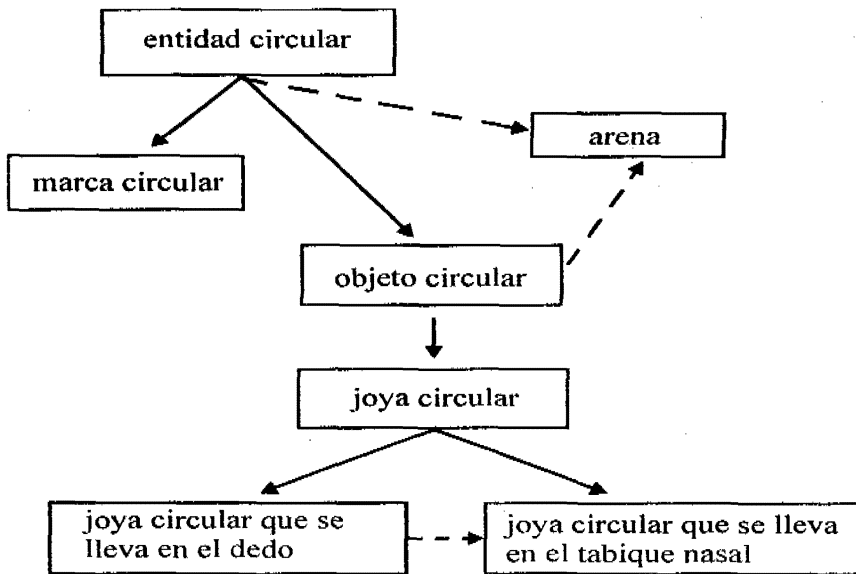 entidad circular
arena
marca circular
objeto circular
joya circular
joya circular que se
lleva en el dedo
joya circular que se lleva
en el tabique nasal